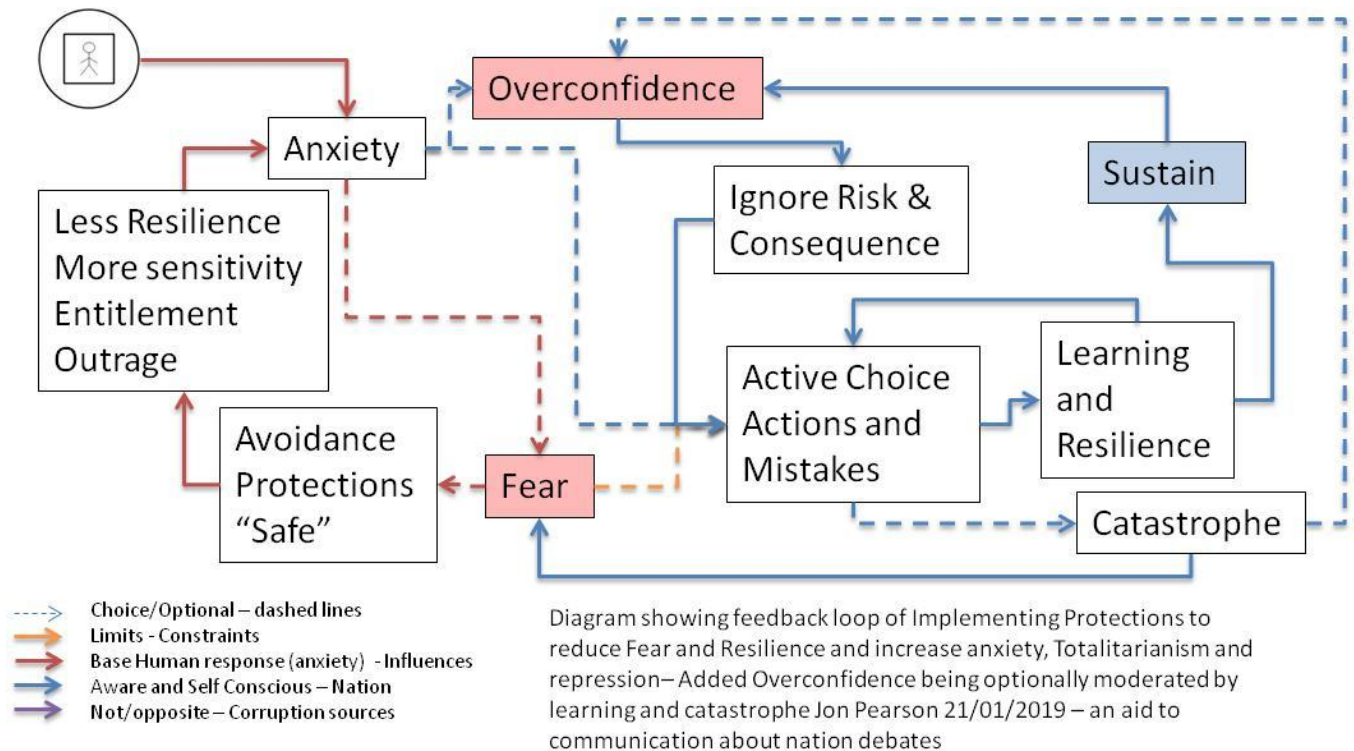 Overconfidence
Anxiety
Sustain
Ignore Risk &
Consequence
Less Resilience
More sensitivity
Entitlement
Outrage
Learning
and
Resilience
Active Choice
Actions and
Mistakes
Avoidance
Protections
“Safe”
Fear
Catastrophe
Choice/Optional – dashed lines
Limits - Constraints
Base Human response (anxiety) - Influences
Aware and Self Conscious – Nation
Not/opposite – Corruption sources
Diagram showing feedback loop of Implementing Protections to
reduce Fear and Resilience and increase anxiety, Totalitarianism and
repression– Added Overconfidence being optionally moderated by
learning and catastrophe Jon Pearson 21/01/2019 – an aid to
communication about nation debates